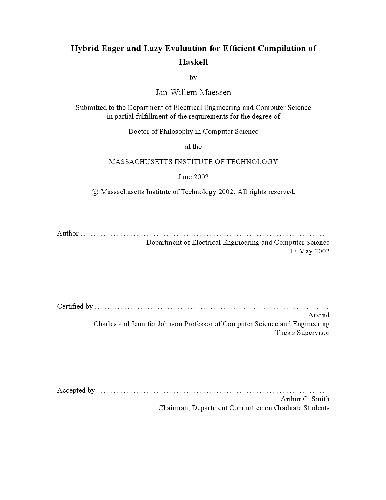 Hybrid Eager and Lazy Evaluation for Efficient Compilation of
Haskell
by
Jan-Willem Maessen
Submitted to the Department of Electrical Engineering and Computer Science
in partial fulfillment of the requirements for the degree of
Doctor of Philosophy in Computer Science
at the
MASSACHUSETTS INSTITUTE OF TECHNOLOGY
June 2002
© Massachusetts Institute of Technology 2002. All rights reserved.
Author
Department of Electrical Engineering and Computer Science
17 May 2002
Certified by
Arvind
Charles and Jennifer Johnson Professor of Computer Science and Engineering
Thesis Supervisor
Accepted by
Arthur C. Smith
Chairman, Department Committee on Graduate Students